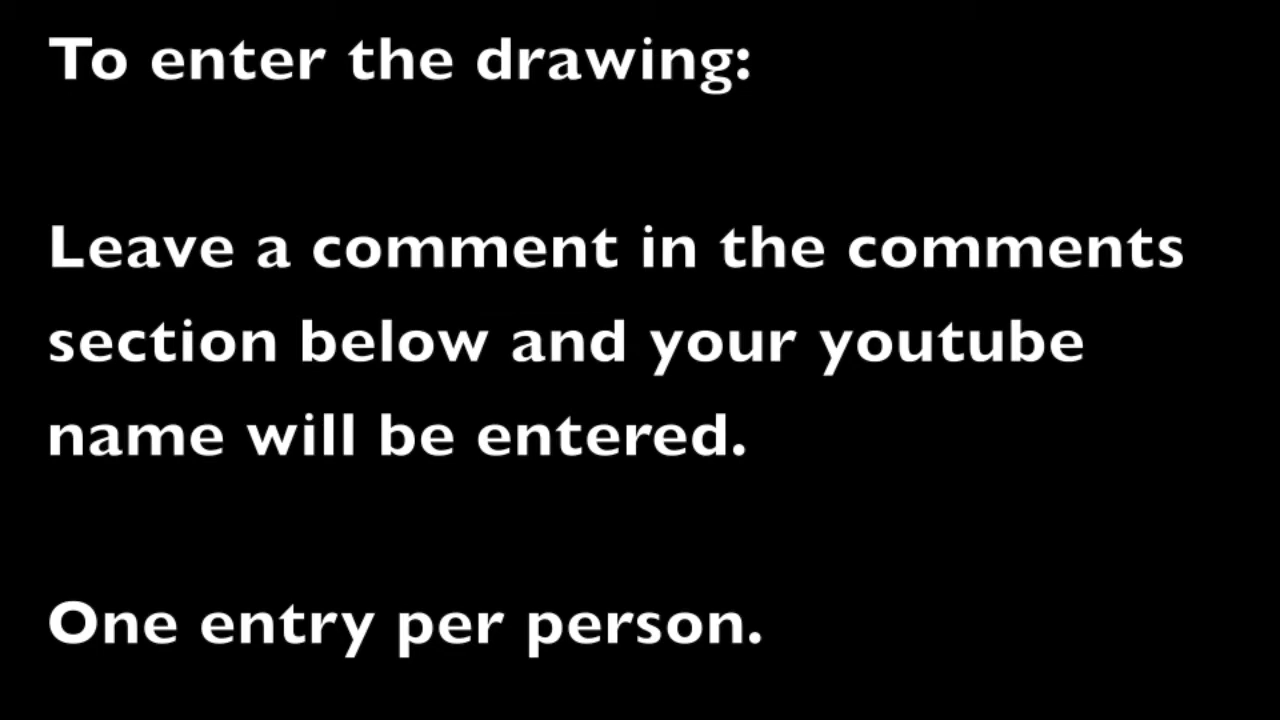 To enter the drawing:
Leave a comment in the comments
section below and your youtube
name will be entered.
One entry per person.